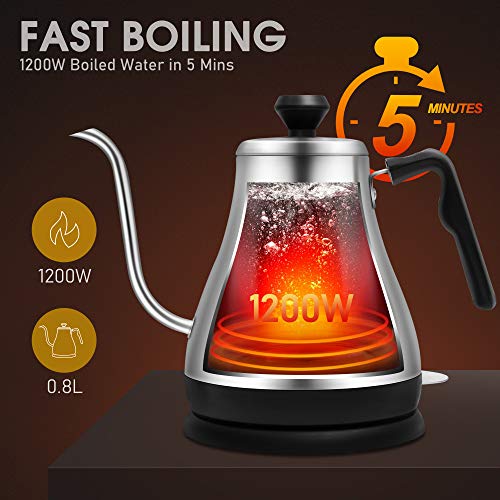 FAST BOILING
1200W Boiled Water in 5 Mins
5 MINUTES
1200W
1200W
0.8L